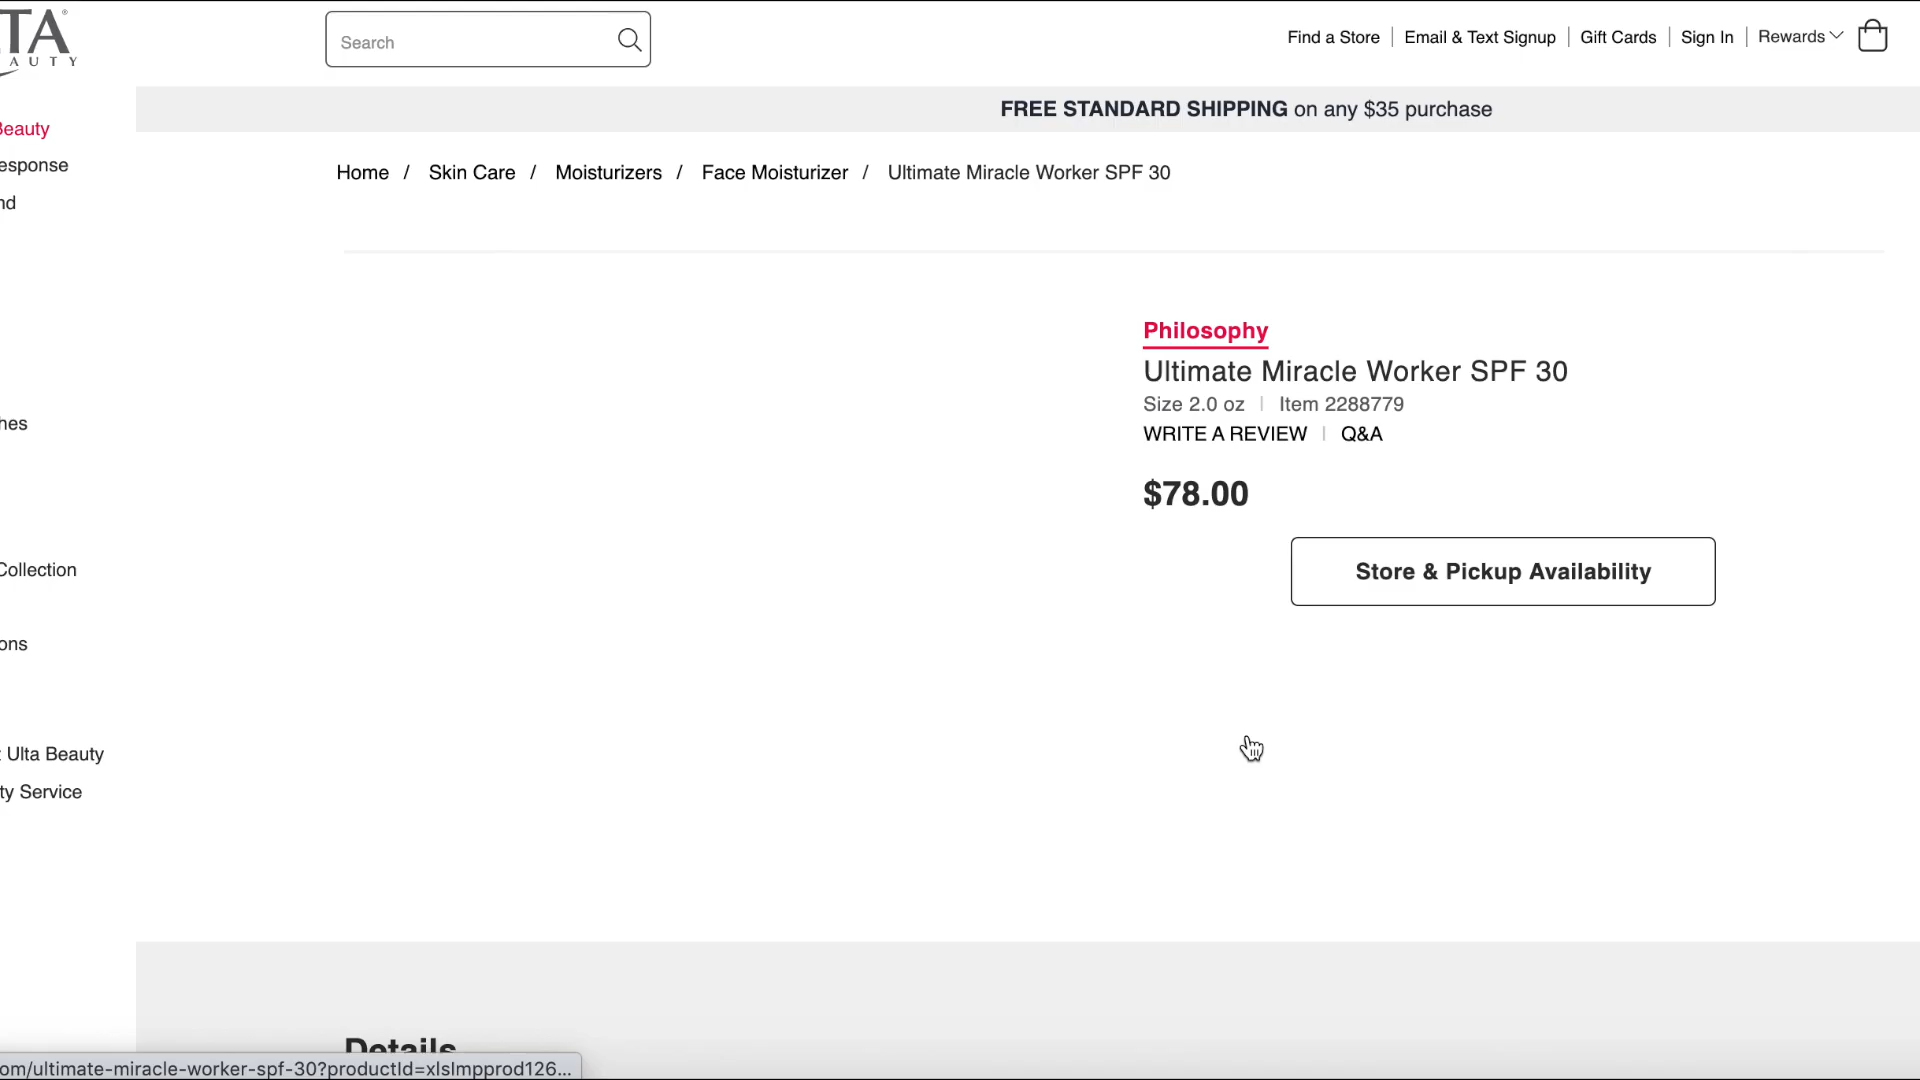 LTA
EAUTY
Search
Find a Store
Email & Text Signup
Gift Cards
Sign In
Rewards
FREE STANDARD SHIPPING on any $35 purchase
Beauty
esponse
nd
hes
Collection
ons
t Ulta Beauty
ty Service
Home / Skin Care / Moisturizers / Face Moisturizer / Ultimate Miracle Worker SPF 30
Philosophy
Ultimate Miracle Worker SPF 30
Size 2.0 oz | Item 2288779
WRITE A REVIEW | Q&A
$78.00
Store & Pickup Availability
Details
om/ultimate-miracle-worker-spf-30?productId=xlsImpprod126...